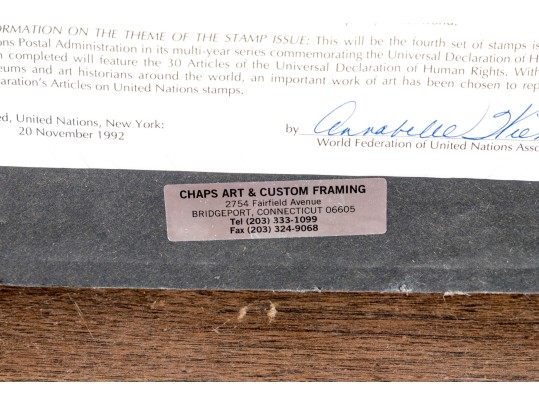 ORMATION ON THE THEME OF THE STAMP ISSUE: This will be the fourth set of stamps is
ons Postal Administration in its multi-year series commemorating the Universal Declaration of H
n completed will feature the 30 Articles of the Universal Declaration of Human Rights. With
eums and art historians around the world, an important work of art has been chosen to rep
aration's Articles on United Nations stamps.
ed, United Nations, New York:
20 November 1992
by Annabelle Wie
World Federation of United Nations Asso
CHAPS ART & CUSTOM FRAMING
2754 Fairfield Avenue
BRIDGEPORT, CONNECTICUT 06605
Tel (203) 333-1099
Fax (203) 324-9068